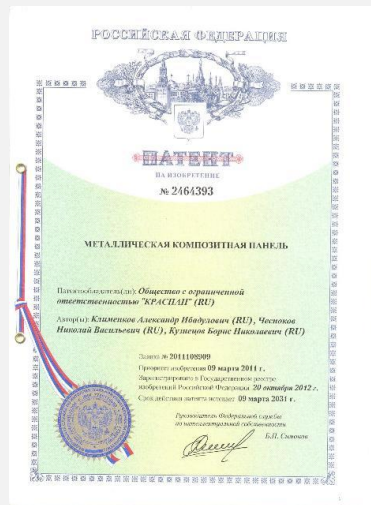 РОССИЙСКАЯ ФЕДЕРАЦИЯ
ПАТЕНТ
НА ИЗОБРЕТЕНИЕ
№ 2464393
МЕТАЛЛИЧЕСКАЯ КОМПОЗИТНАЯ ПАНЕЛЬ
Патентообладатель(ли): Общество с ограниченной
ответственностью "КРАСПАН" (RU)
Автор(ы): Клименков Александр Ибадулович (RU), Чесноков
Николай Васильевич (RU), Кузнецов Борис Николаевич (RU)
Заявка № 2011108909
Приоритет изобретения 09 марта 2011 г.
Зарегистрировано в Государственном реестре
изобретений Российской Федерации 20 октября 2012 г.
Срок действия патента истекает 09 марта 2031 г.
Руководитель Федеральной службы
по интеллектуальной собственности
Б.П. Симонов